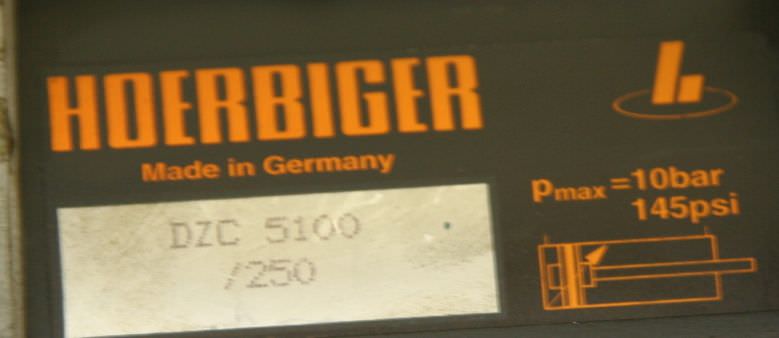 HOERBIGER
Made in Germany
DZC 5100
/250
Pmax =10bar
145psi